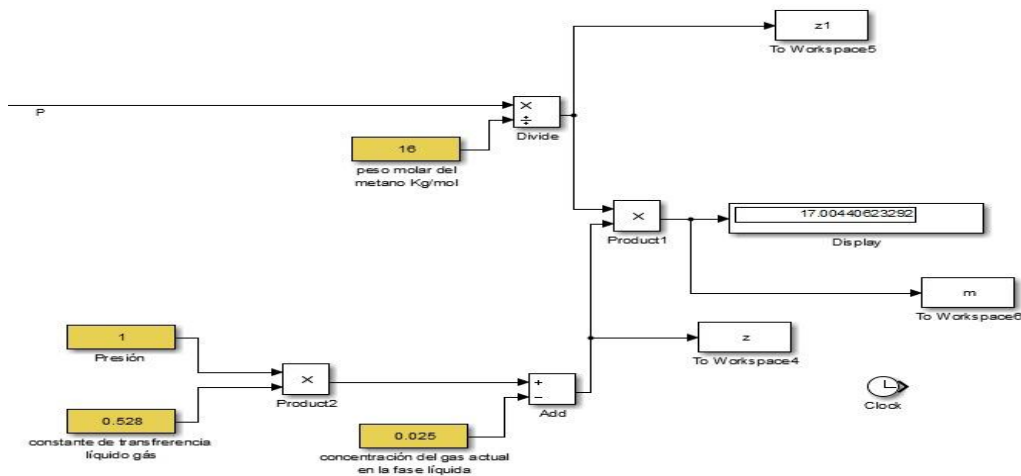 z1
To Workspace5
P
×
÷
Divide
16
peso molar del
metano Kg/mol
×
Product1
17.00440623292
Display
m
To Workspace6
1
Presión
z
To Workspace4
×
Product2
+
−
Add
Clock
0.528
constante de transfrerencia
líquido gás
0.025
concentración del gas actual
en la fase líquida